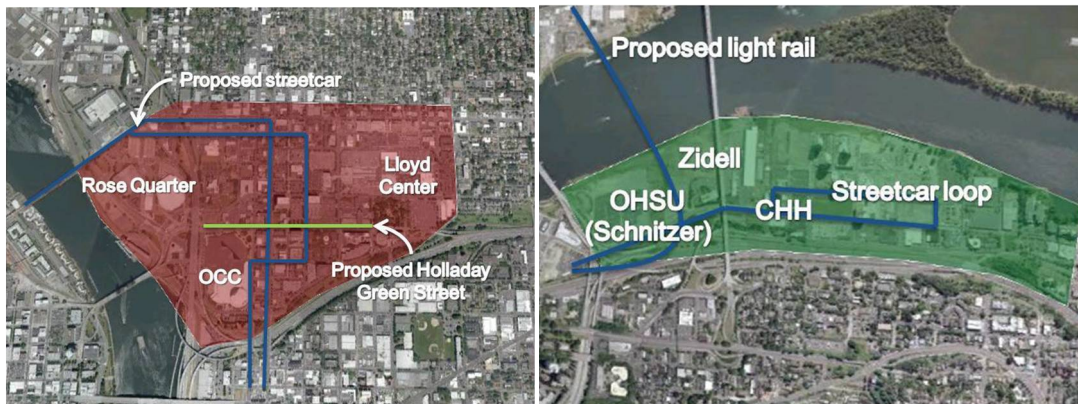 Proposed streetcar
Rose Quarter
Lloyd
Center
OCC
Proposed Holladay
Green Street
Proposed light rail
Zidell
OHSU
(Schnitzer)
CHH
Streetcar loop